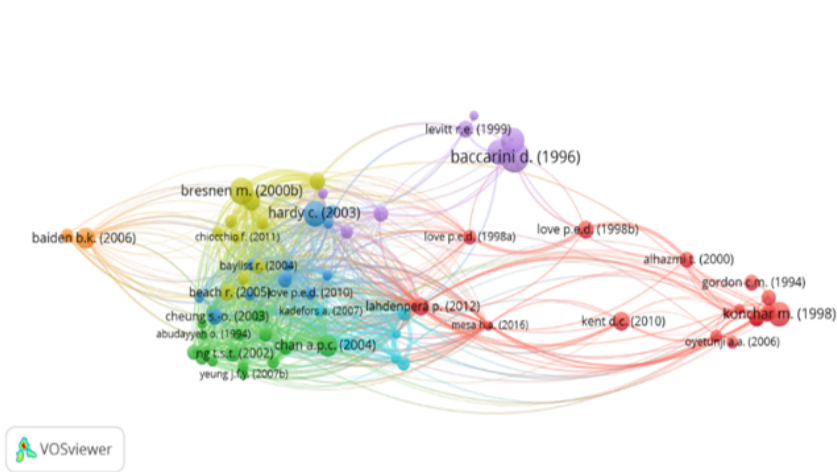 levitt r.e. (1999)
baccarini d. (1996)
bresnen m. (2000b)
hardy c. (2003)
baiden b.k. (2006)
chiocchio f. (2011)
love p.e.d. (1998a)
love p.e.d. (1998b)
bayliss r. (2004)
alhazmi t. (2000)
gordon c.m. (1994)
beach r. (2005)
love p.e.d. (2010)
lahdenperä p. (2012)
kadefors a. (2007)
cheung s.-o. (2003)
konchar m. (1998)
mesa h.a. (2016)
kent d.c. (2010)
abudayyeh o. (1994)
oyetunji a.a. (2006)
ng t.s.t. (2002)
chan a.p.c. (2004)
yeung j.f.y. (2007b)
VOSviewer